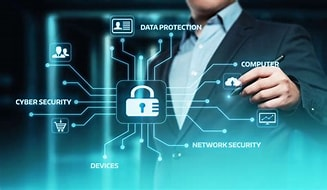 DATA PROTECTION
COMPUTER
CYBER SECURITY
NETWORK SECURITY
DEVICES